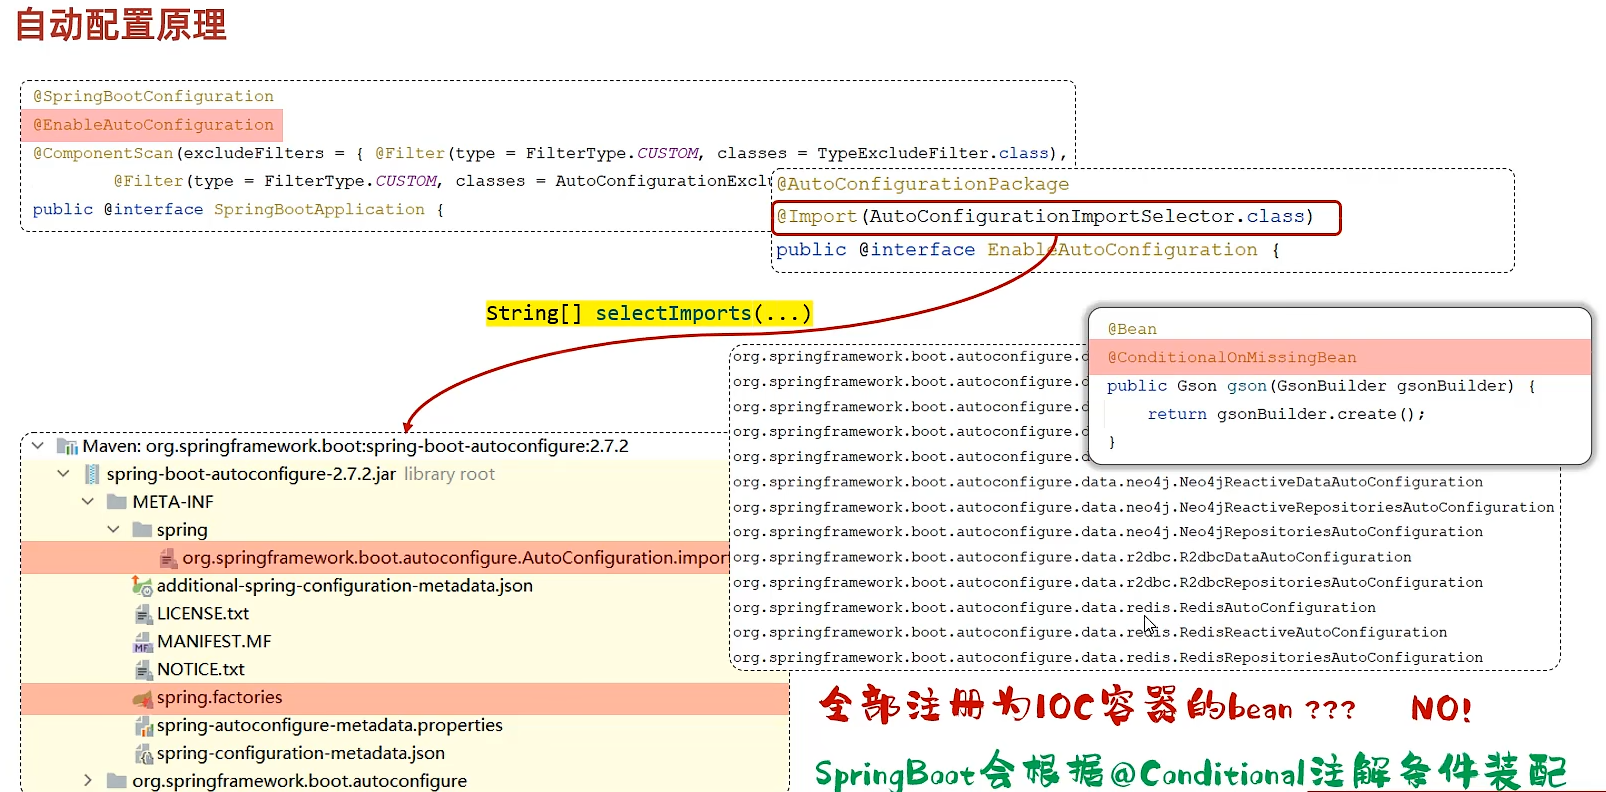 自动配置原理
@SpringBootConfiguration
@EnableAutoConfiguration
@ComponentScan(excludeFilters = { @Filter(type = FilterType.CUSTOM, classes = TypeExcludeFilter.class),
@Filter(type = FilterType.CUSTOM, classes = AutoConfigurationExclu
public @interface SpringBootApplication {
@AutoConfigurationPackage
@Import(AutoConfigurationImportSelector.class)
public @interface EnableAutoConfiguration {
String[] selectImports(...)
@Bean
@ConditionalOnMissingBean
public Gson gson(GsonBuilder gsonBuilder) {
return gsonBuilder.create();
}
org.springframework.boot.autoconfigure.d
org.springframework.boot.autoconfigure.d
org.springframework.boot.autoconfigure.d
org.springframework.boot.autoconfigure.d
org.springframework.boot.autoconfigure.d
org.springframework.boot.autoconfigure.data.neo4j.Neo4jReactiveDataAutoConfiguration
org.springframework.boot.autoconfigure.data.neo4j.Neo4jReactiveRepositoriesAutoConfiguration
org.springframework.boot.autoconfigure.data.neo4j.Neo4jRepositoriesAutoConfiguration
org.springframework.boot.autoconfigure.data.r2dbc.R2dbcDataAutoConfiguration
org.springframework.boot.autoconfigure.data.r2dbc.R2dbcRepositoriesAutoConfiguration
org.springframework.boot.autoconfigure.data.redis.RedisAutoConfiguration
org.springframework.boot.autoconfigure.data.redis.RedisReactiveAutoConfiguration
org.springframework.boot.autoconfigure.data.redis.RedisRepositoriesAutoConfiguration
Maven: org.springframework.boot:spring-boot-autoconfigure:2.7.2
spring-boot-autoconfigure-2.7.2.jar library root
META-INF
spring
org.springframework.boot.autoconfigure.AutoConfiguration.impor
additional-spring-configuration-metadata.json
LICENSE.txt
MANIFEST.MF
NOTICE.txt
spring.factories
spring-autoconfigure-metadata.properties
spring-configuration-metadata.json
org.springframework.boot.autoconfigure
全部注册为IOC容器的bean ??? NO!
SpringBoot会根据@Conditional注解条件装配